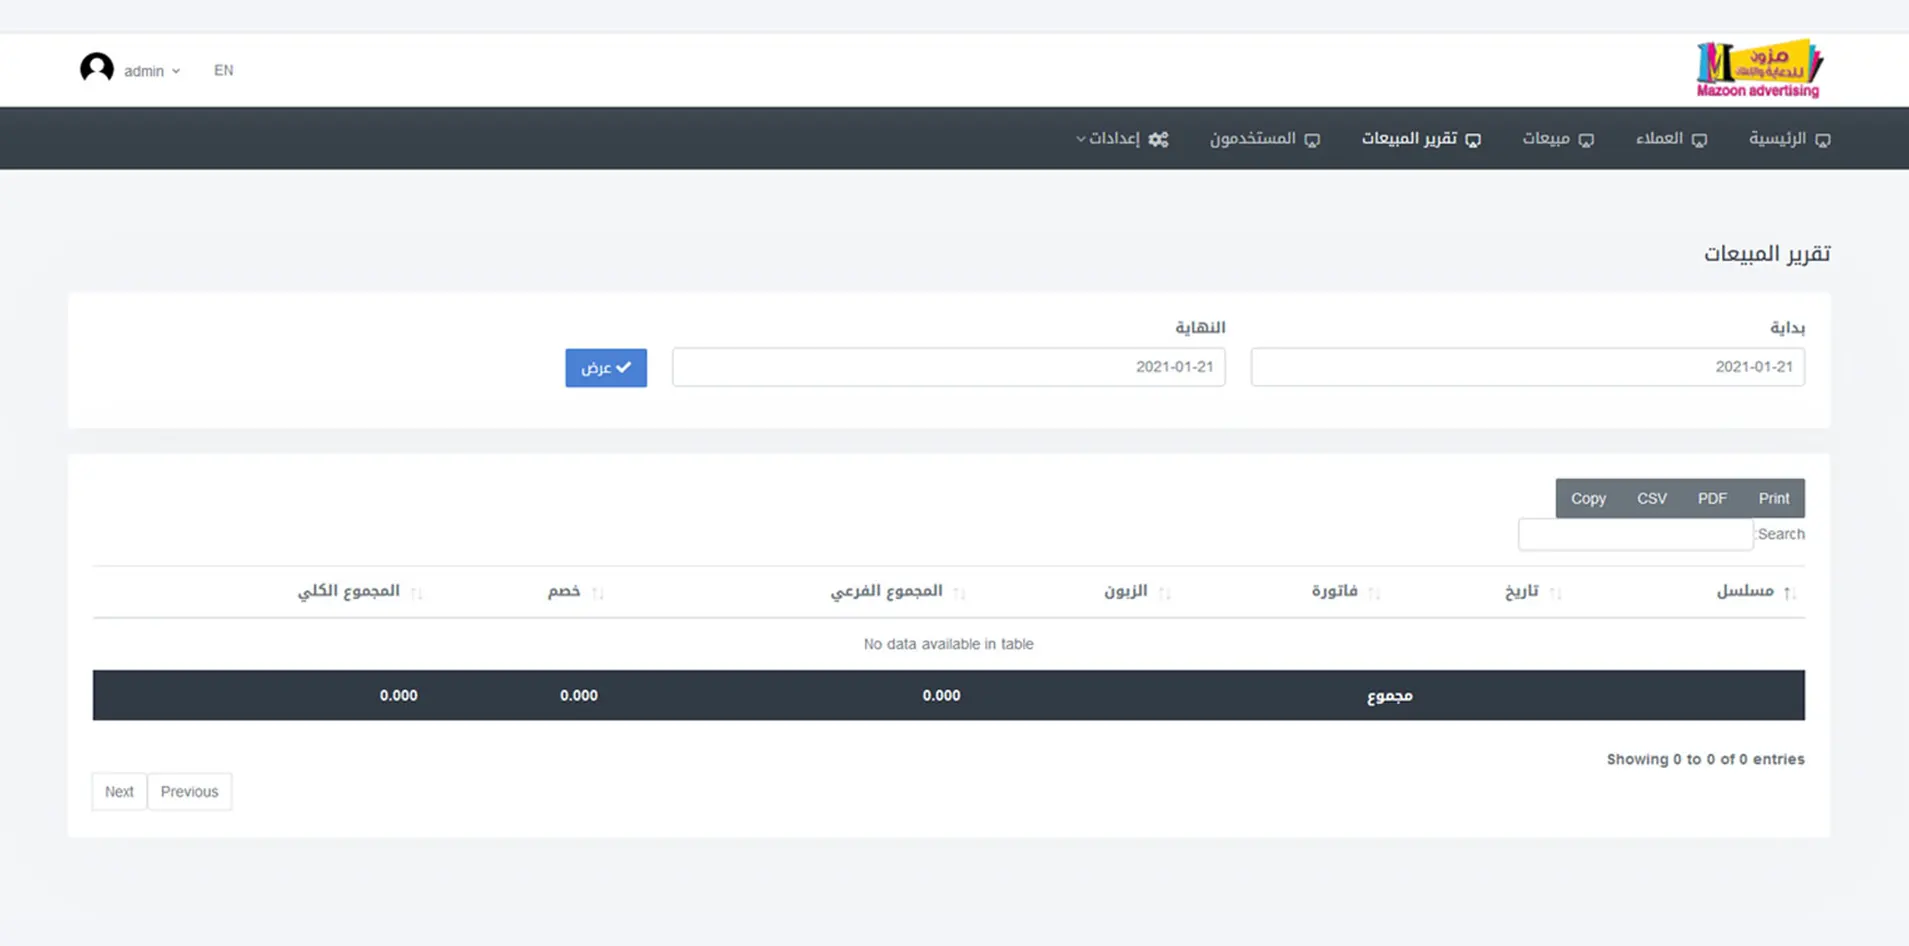 مزون
للدعاية والإعلان
Mazoon advertising
admin
EN
الرئيسية
العملاء
مبيعات
تقرير المبيعات
المستخدمون
إعدادات
تقرير المبيعات
بداية
النهاية
2021-01-21
2021-01-21
عرض
Copy CSV PDF Print
Search:
مسلسل تاريخ فاتورة الزبون المجموع الفرعي خصم المجموع الكلي
No data available in table
مجموع 0.000 0.000 0.000
Showing 0 to 0 of 0 entries
Next Previous